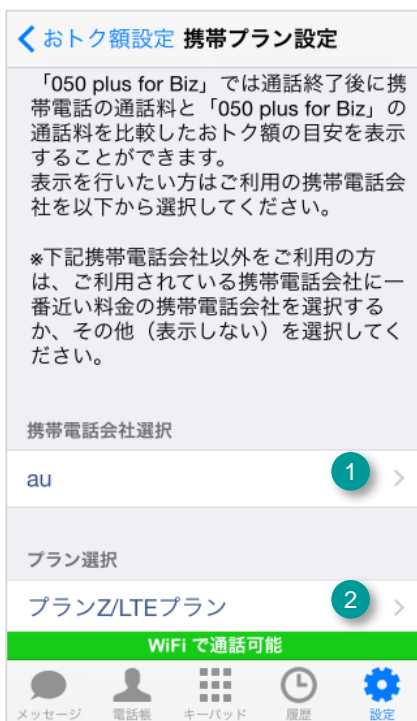 おトク額設定 携帯プラン設定
「050 plus for Biz」では通話終了後に携
帯電話の通話料と「050 plus for Biz」の
通話料を比較したおトク額の目安を表示
することができます。
表示を行いたい方はご利用の携帯電話会
社を以下から選択してください。
※下記携帯電話会社以外をご利用の方
は、ご利用されている携帯電話会社に一
番近い料金の携帯電話会社を選択する
か、その他（表示しない）を選択してく
ださい。
携帯電話会社選択
au 1
プラン選択
プランZ/LTEプラン 2
WiFi で通話可能
メッセージ 電話帳 キーパッド 履歴 設定